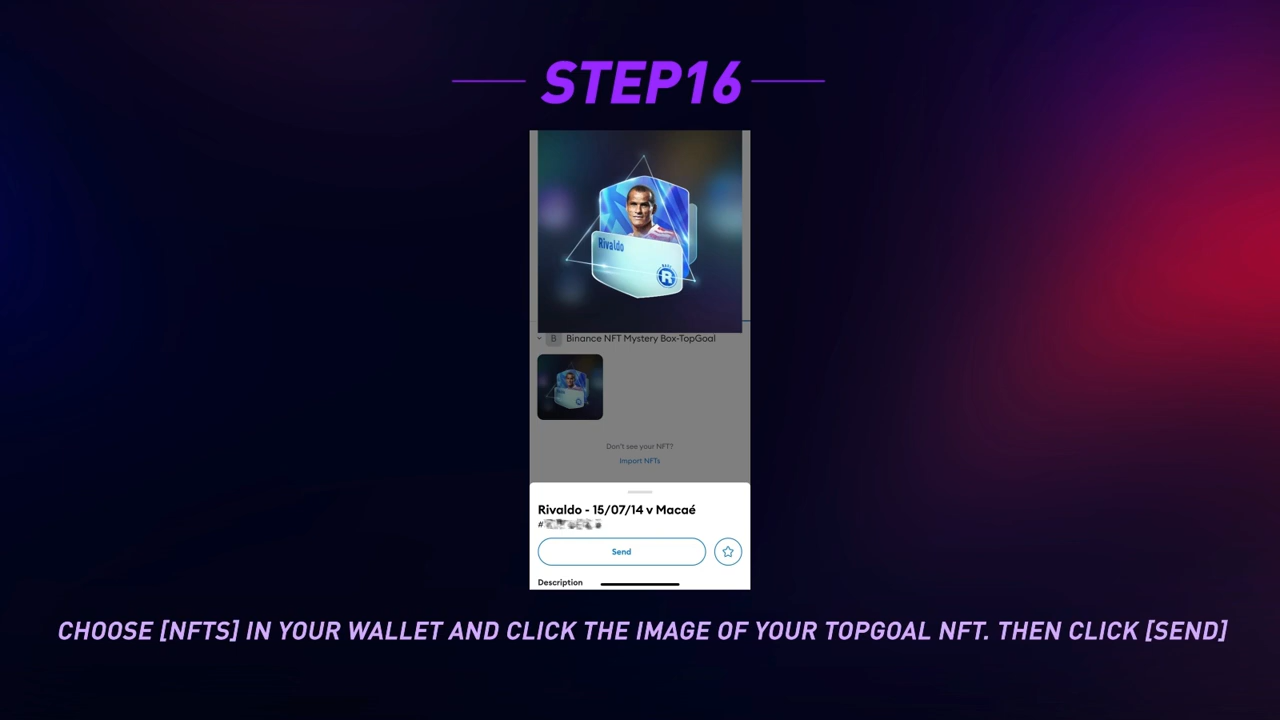 STEP16
Rivaldo
R
B Binance NFT Mystery Box-TopGoal
Don't see your NFT?
Import NFTs
Rivaldo - 15/07/14 v Macaé
#
Send
Description
CHOOSE [NFTS] IN YOUR WALLET AND CLICK THE IMAGE OF YOUR TOPGOAL NFT. THEN CLICK [SEND]